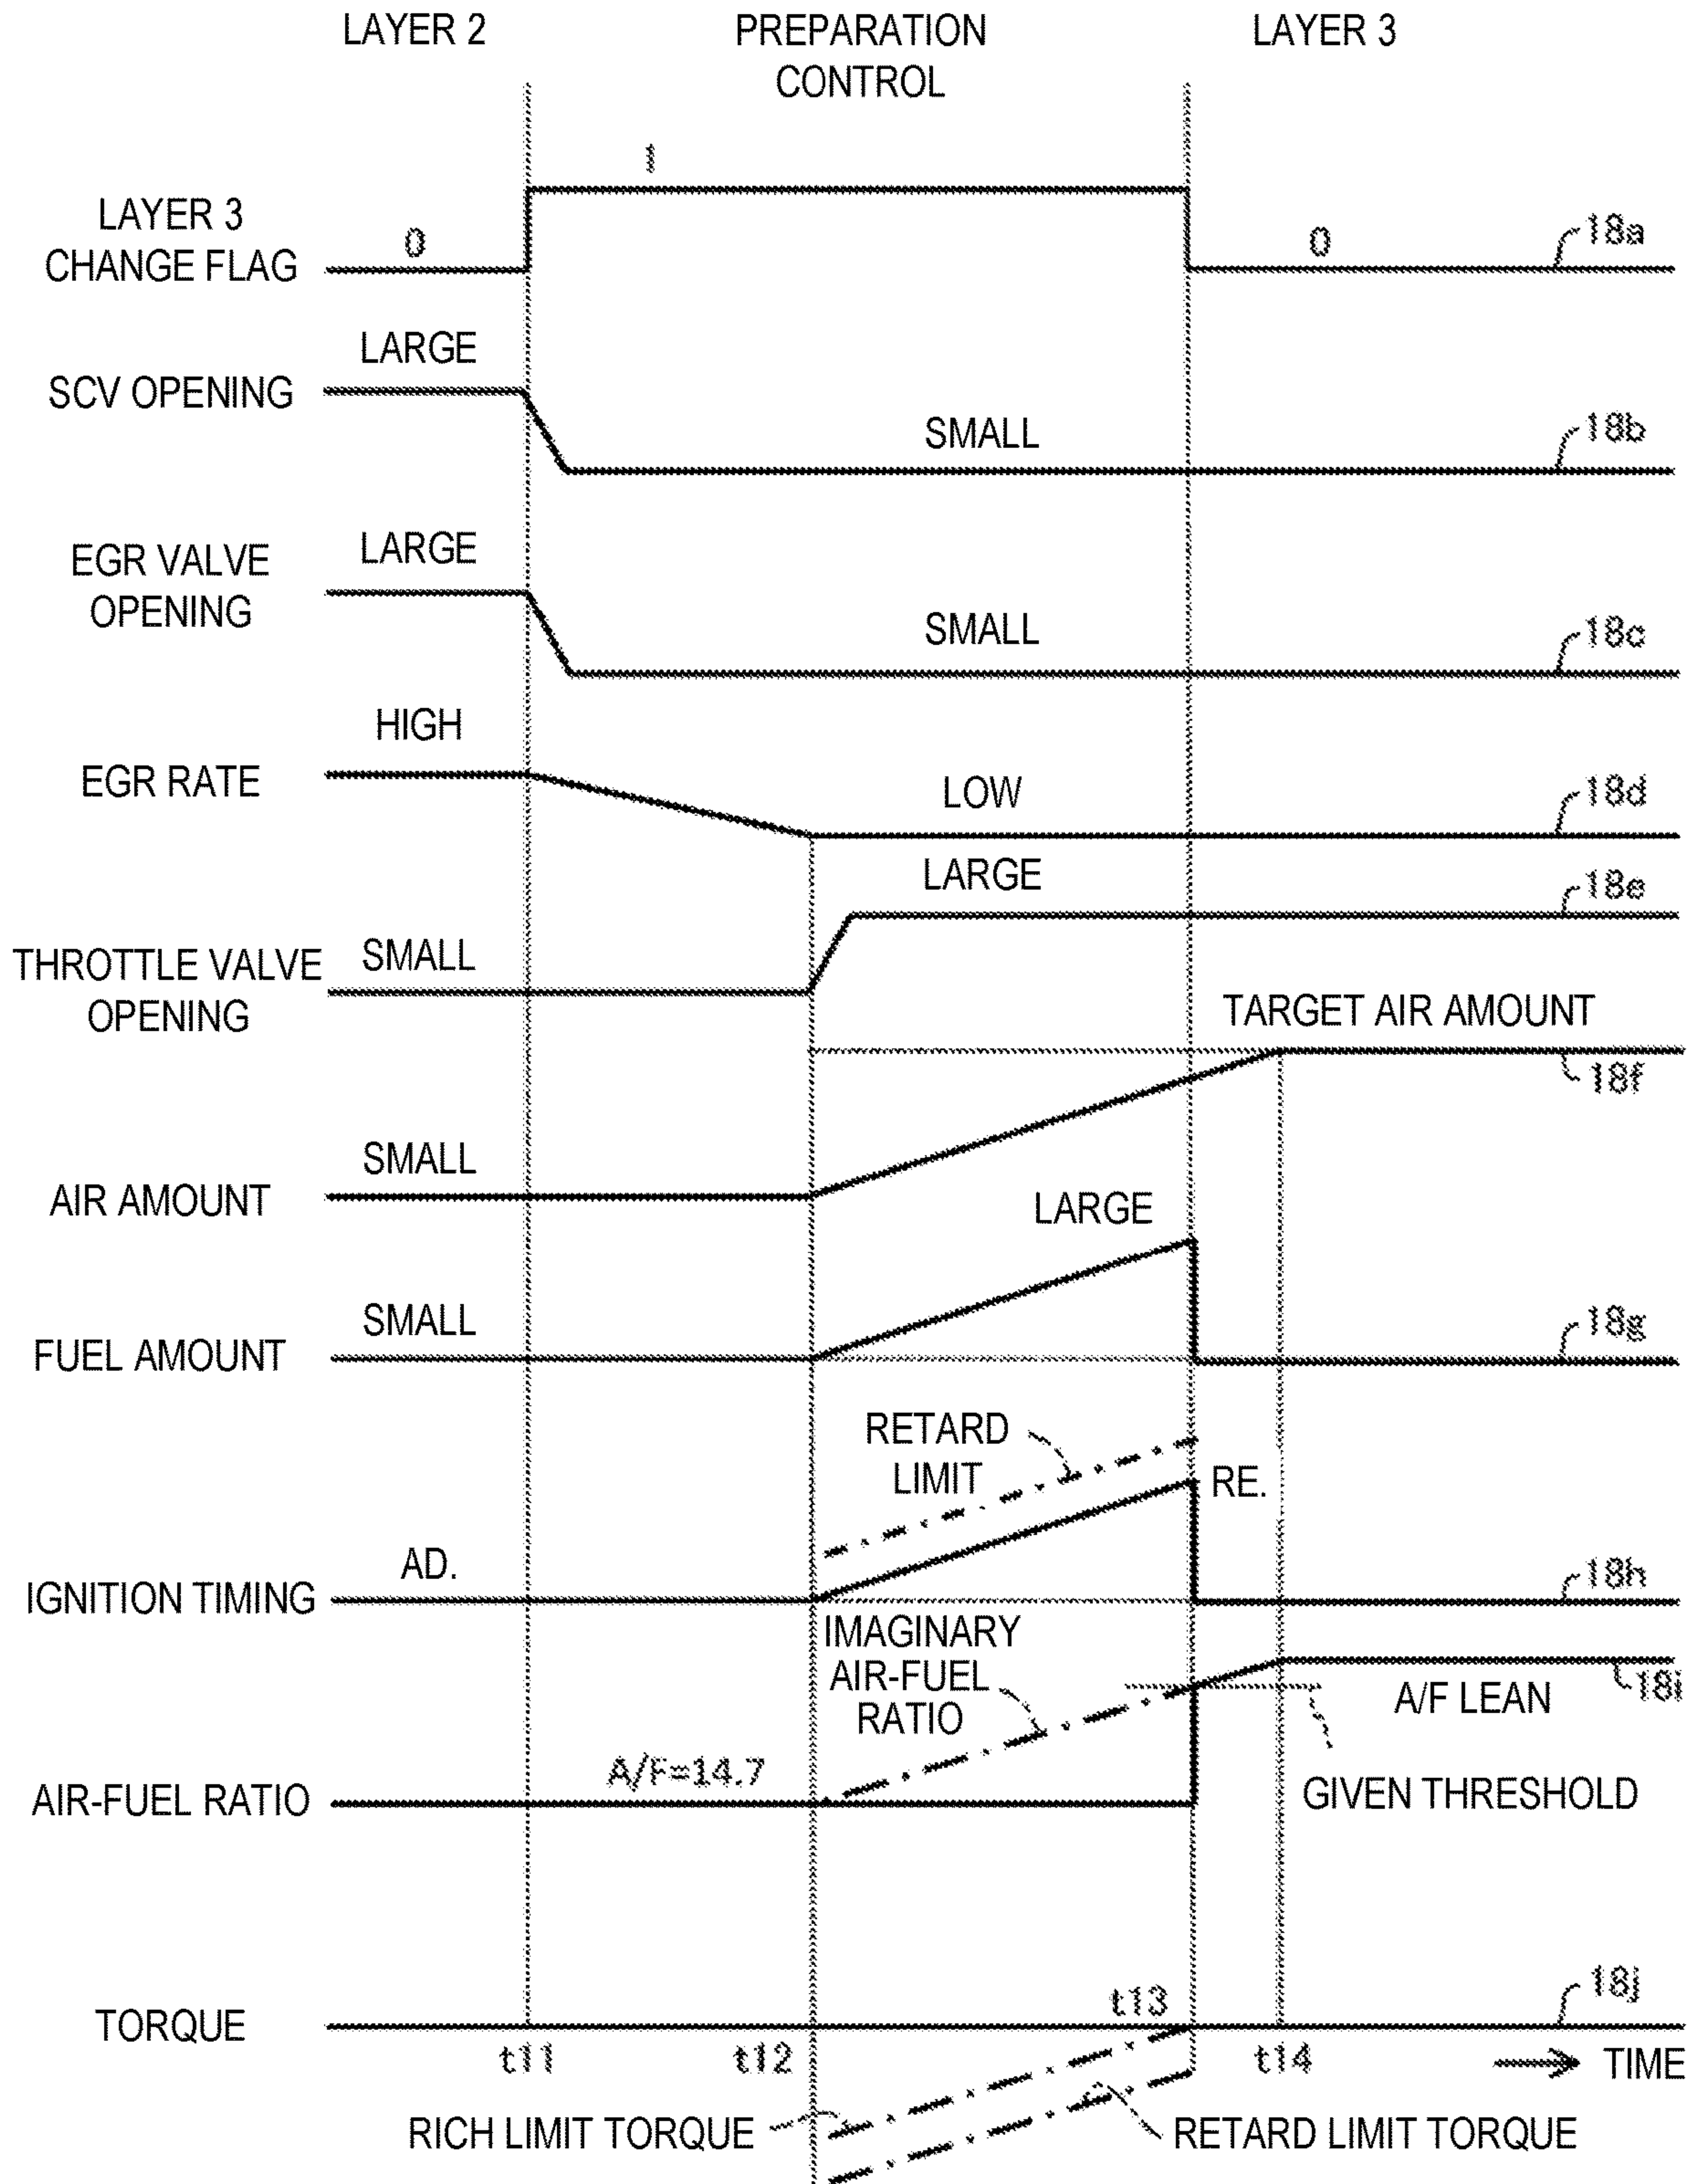 LAYER 2
PREPARATION
CONTROL
LAYER 3
1
LAYER 3
CHANGE FLAG
0
0
18a
LARGE
SCV OPENING
SMALL
18b
LARGE
EGR VALVE
OPENING
SMALL
18c
HIGH
EGR RATE
LOW
18d
LARGE
18e
SMALL
THROTTLE VALVE
OPENING
TARGET AIR AMOUNT
18f
SMALL
AIR AMOUNT
LARGE
SMALL
FUEL AMOUNT
18g
RETARD
LIMIT
RE.
AD.
IGNITION TIMING
18h
IMAGINARY
AIR-FUEL
RATIO
18i
A/F LEAN
A/F=14.7
AIR-FUEL RATIO
GIVEN THRESHOLD
18j
TORQUE
t13
t11
t12
t14
TIME
RICH LIMIT TORQUE
RETARD LIMIT TORQUE